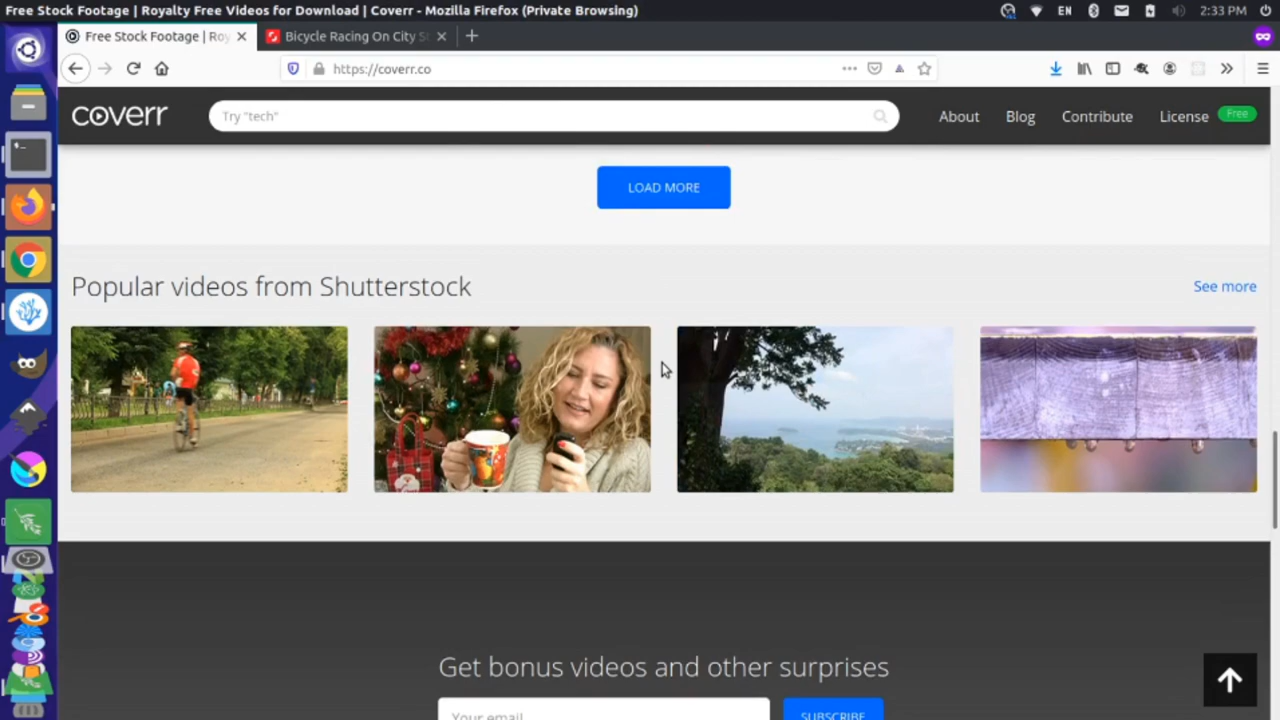 Free Stock Footage | Royalty Free Videos for Download | Coverr - Mozilla Firefox (Private Browsing)
EN
2:33 PM
Free Stock Footage | Roy
Bicycle Racing On City S
https://coverr.co
coverr
Try "tech"
About
Blog
Contribute
License
Free
LOAD MORE
Popular videos from Shutterstock
See more
Get bonus videos and other surprises
Your email
SUBSCRIBE